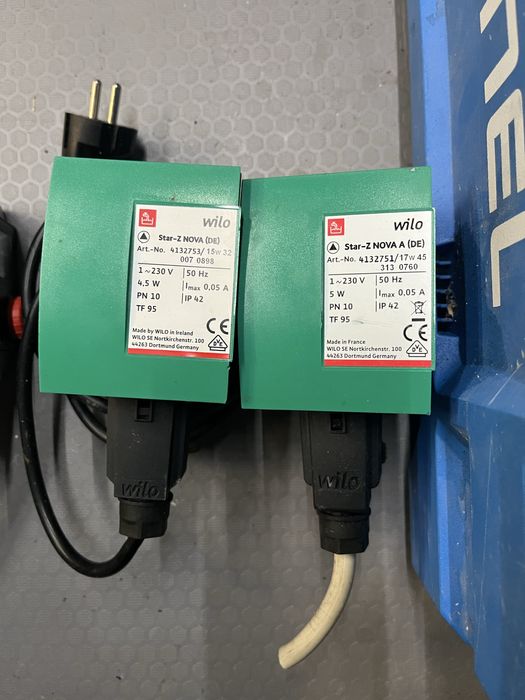 wilo
Star-Z NOVA (DE)
Art.-No. 4132753/15w 32
007 0898
1 ~ 230 V 50 Hz
4,5 W Imax 0,05 A
PN 10 IP 42
TF 95
CE
Made by WILO in Ireland
WILO SE Nortkirchenstr. 100
44263 Dortmund Germany
wilo
wilo
Star-Z NOVA A (DE)
Art.-No. 4132751/17w 45
313 0760
1 ~ 230 V 50 Hz
5 W Imax 0,05 A
PN 10 IP 42
TF 95
CE
Made in France
WILO SE Nortkirchenstr. 100
44263 Dortmund Germany
wilo
NEL